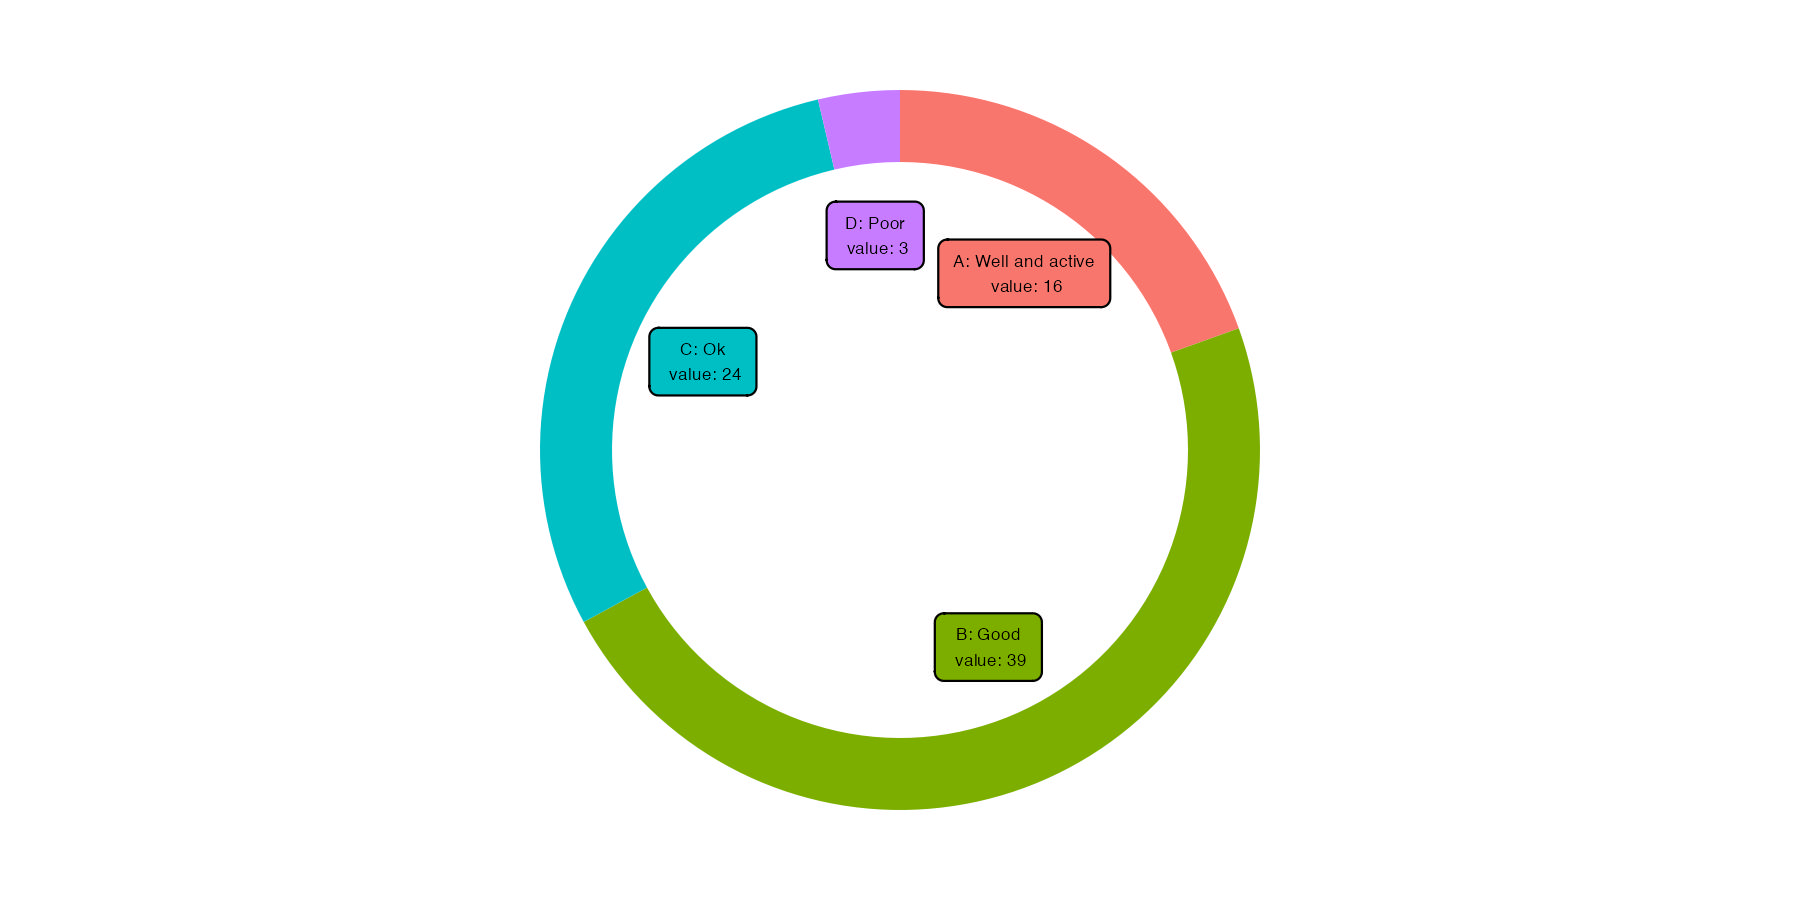 D: Poor
value: 3
A: Well and active
value: 16
C: Ok
value: 24
B: Good
value: 39